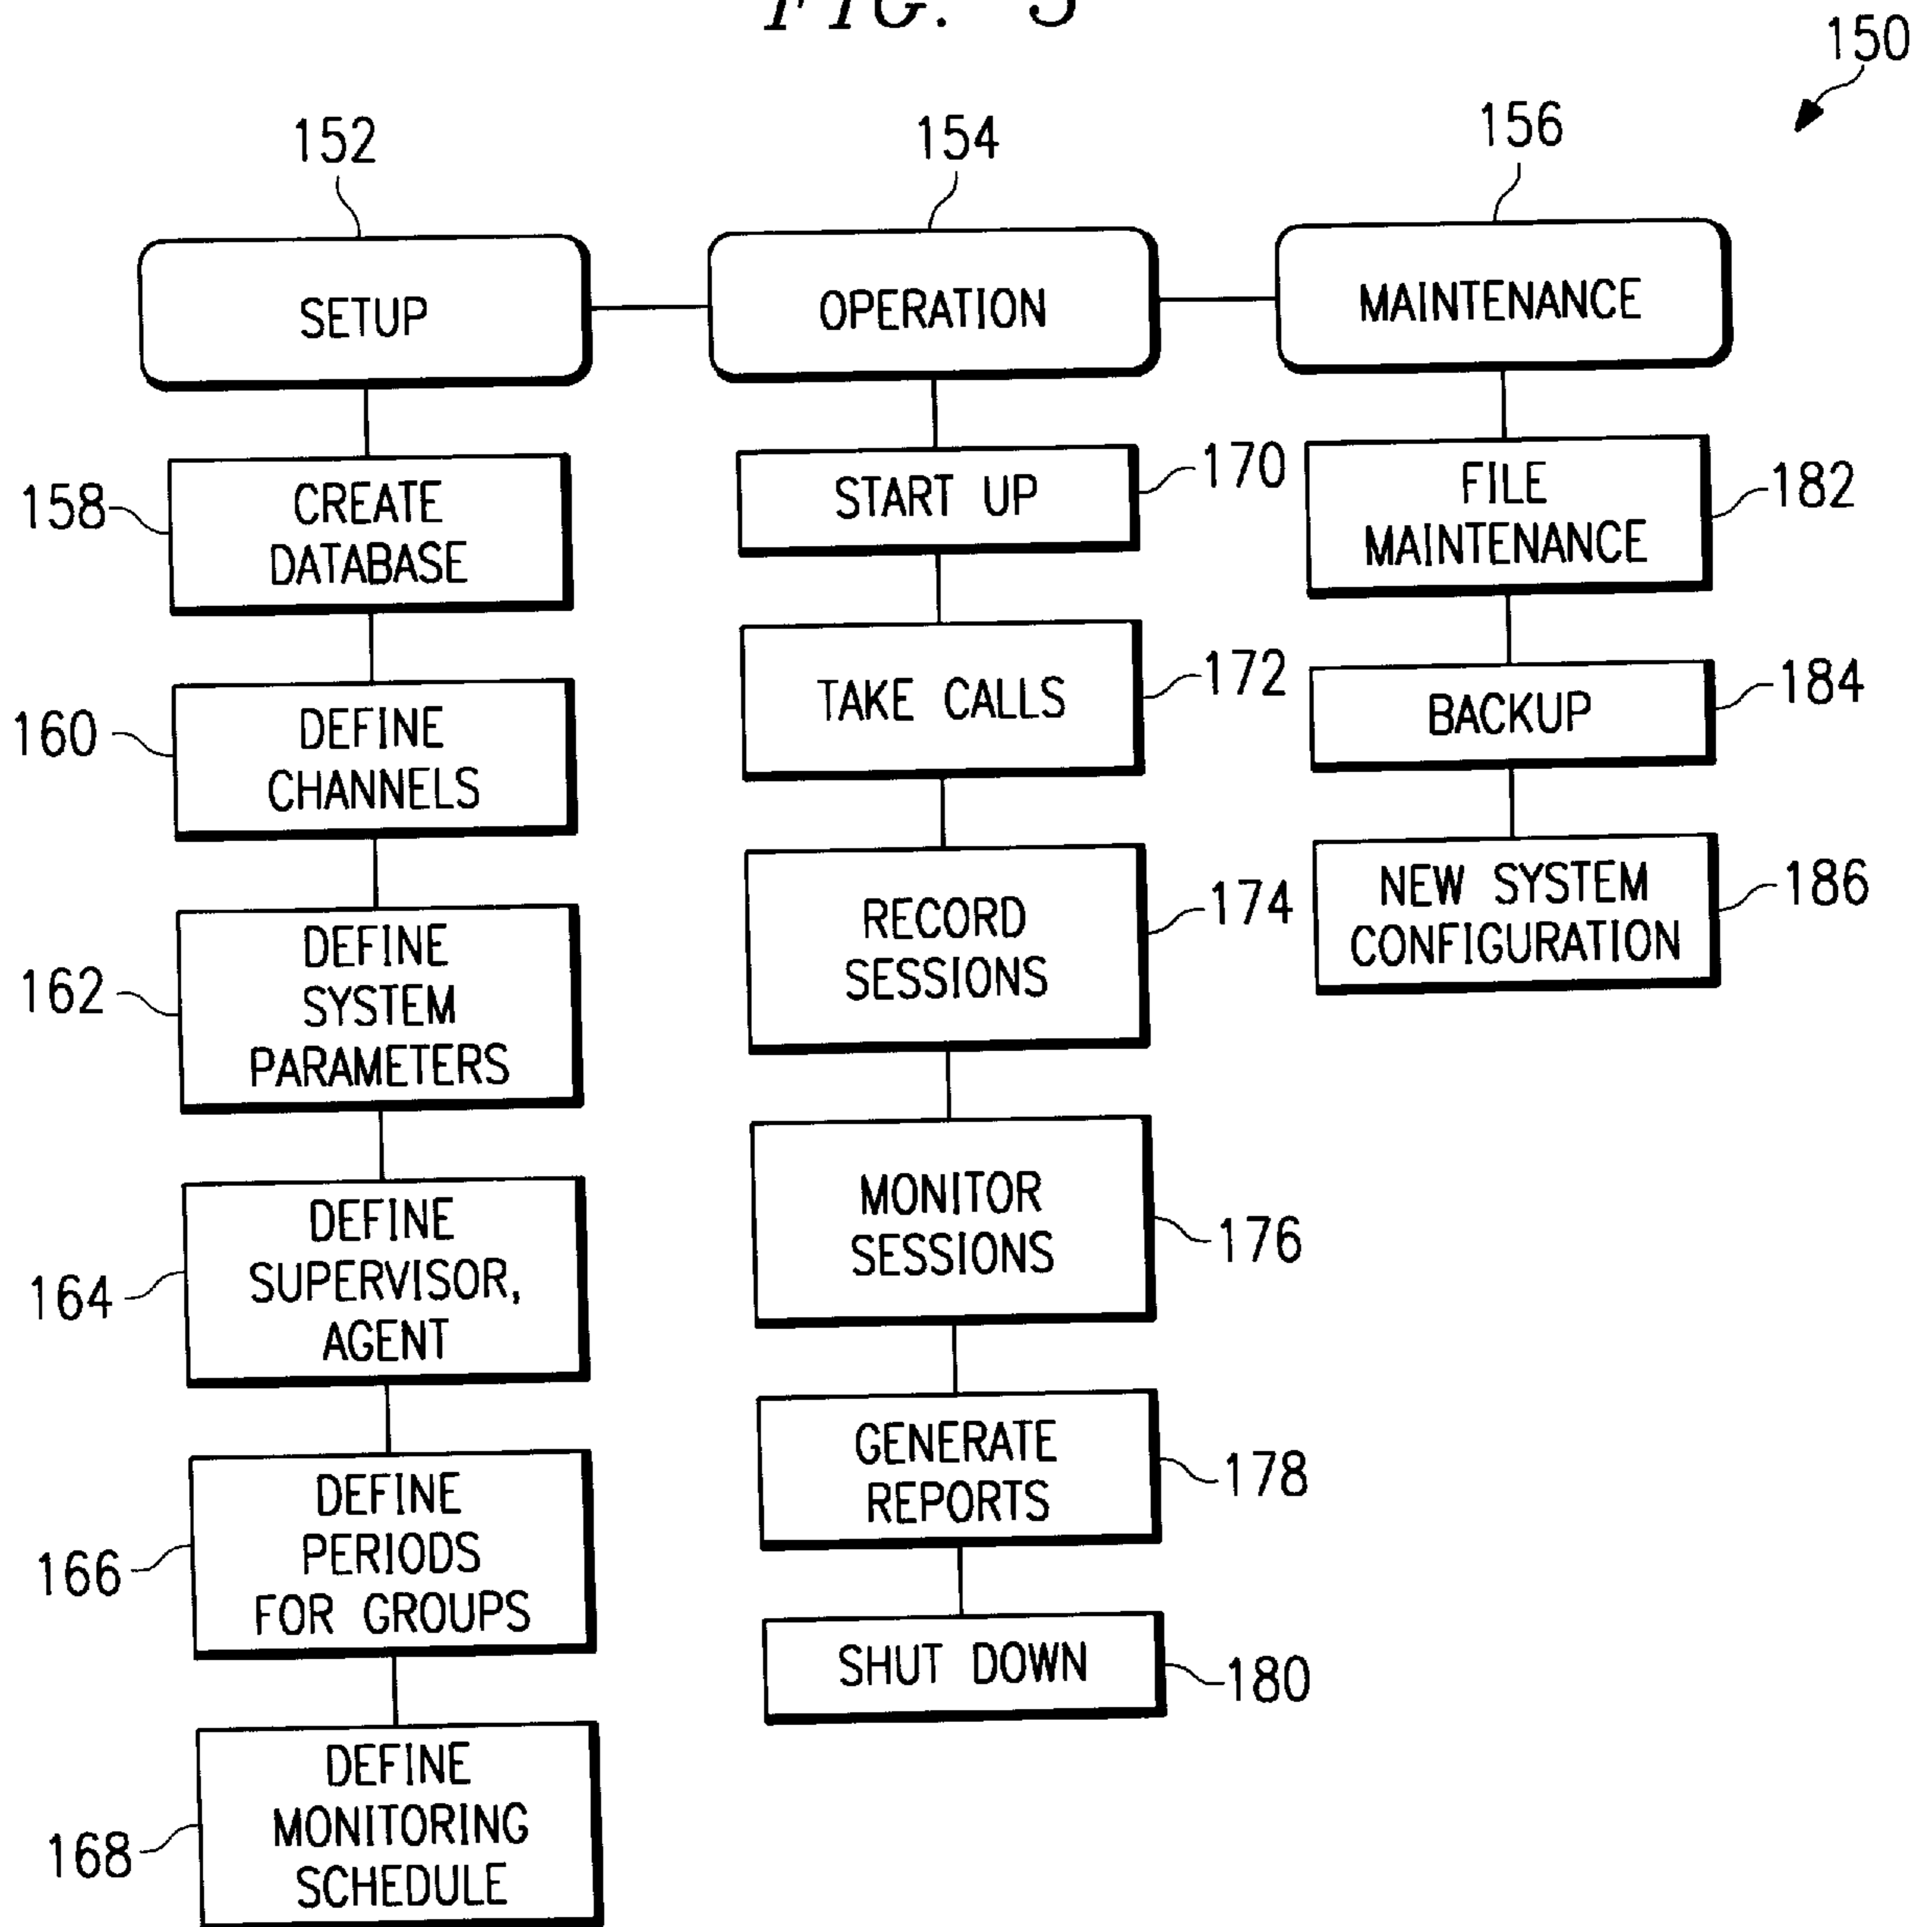 150
152
154
156
SETUP
OPERATION
MAINTENANCE
158
CREATE
DATABASE
160
DEFINE
CHANNELS
162
DEFINE
SYSTEM
PARAMETERS
164
DEFINE
SUPERVISOR,
AGENT
166
DEFINE
PERIODS
FOR GROUPS
168
DEFINE
MONITORING
SCHEDULE
START UP
170
TAKE CALLS
172
RECORD
SESSIONS
174
MONITOR
SESSIONS
176
GENERATE
REPORTS
178
SHUT DOWN
180
FILE
MAINTENANCE
182
BACKUP
184
NEW SYSTEM
CONFIGURATION
186